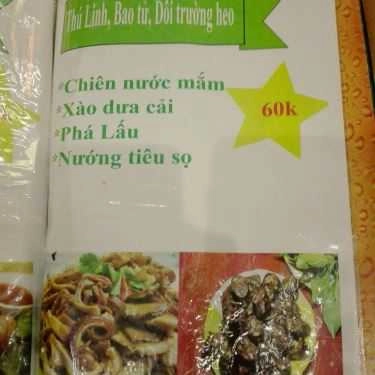 Thú Linh, Bao tử, Dồi trường heo
*Chiên nước mắm
*Xào dưa cải
*Phá Lấu
*Nướng tiêu sọ
60k